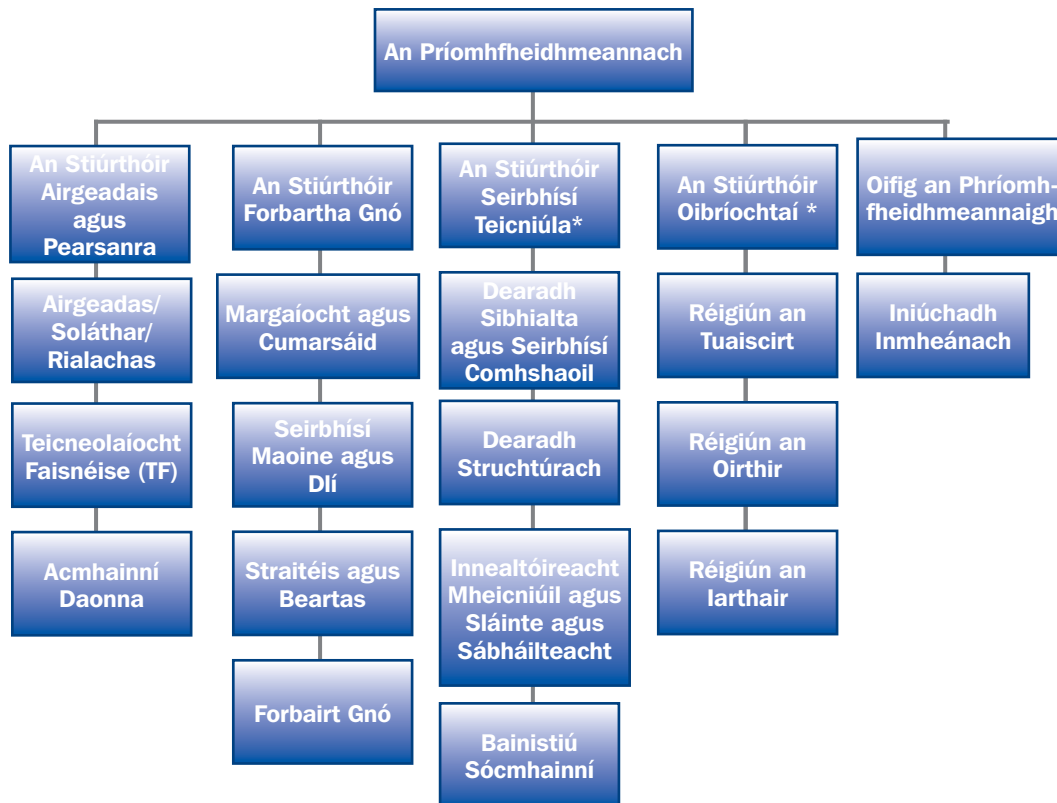 An Príomhfheidhmeannach
An Stiúrthóir
Airgeadais
agus
Pearsanra
Airgeadas/
Soláthar/
Rialachas
Teicneolaíocht
Faisnéise (TF)
Acmhainní
Daonna
An Stiúrthóir
Forbartha Gnó
Margaíocht agus
Cumarsáid
Seirbhísí
Maoine agus
Dlí
Straitéis agus
Beartas
Forbairt Gnó
An Stiúrthóir
Seirbhísí
Teicniúla*
Dearadh
Sibhialta
agus Seirbhísí
Comhshaoil
Dearadh
Struchtúrach
Innealtóireacht
Mheicniúil agus
Sláinte agus
Sábháilteacht
Bainistiú
Sócmhainní
An Stiúrthóir
Oibríochtaí *
Réigiún an
Tuaiscirt
Réigiún an
Oirthir
Réigiún an
Iarthair
Oifig an Phríomh-
fheidhmeannaigh
Iniúchadh
Inmheánach